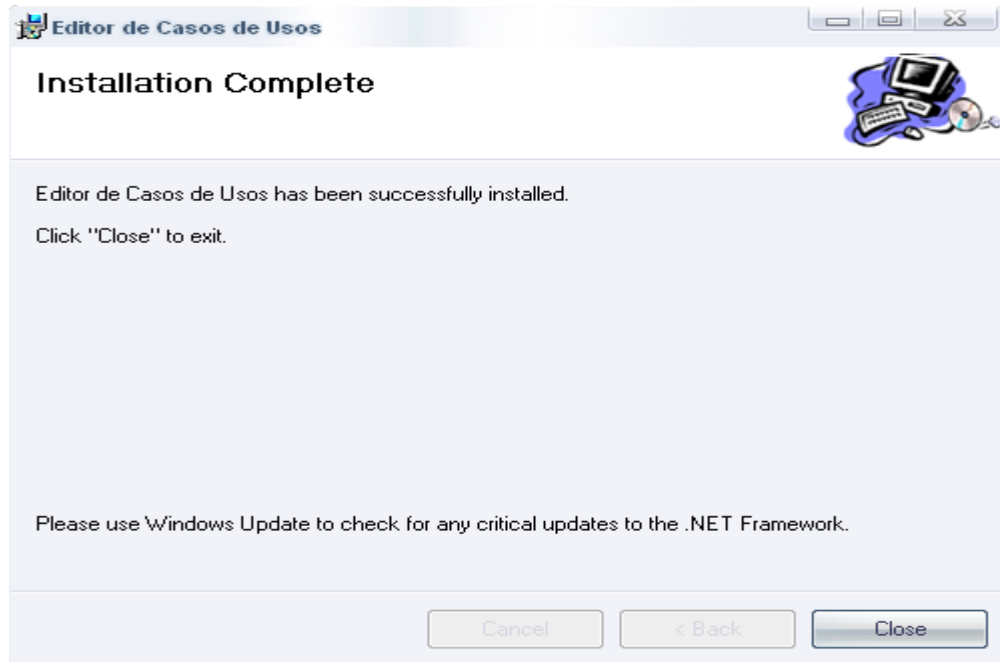 Editor de Casos de Usos
Installation Complete
Editor de Casos de Usos has been successfully installed.
Click "Close" to exit.
Please use Windows Update to check for any critical updates to the .NET Framework.
Cancel < Back Close